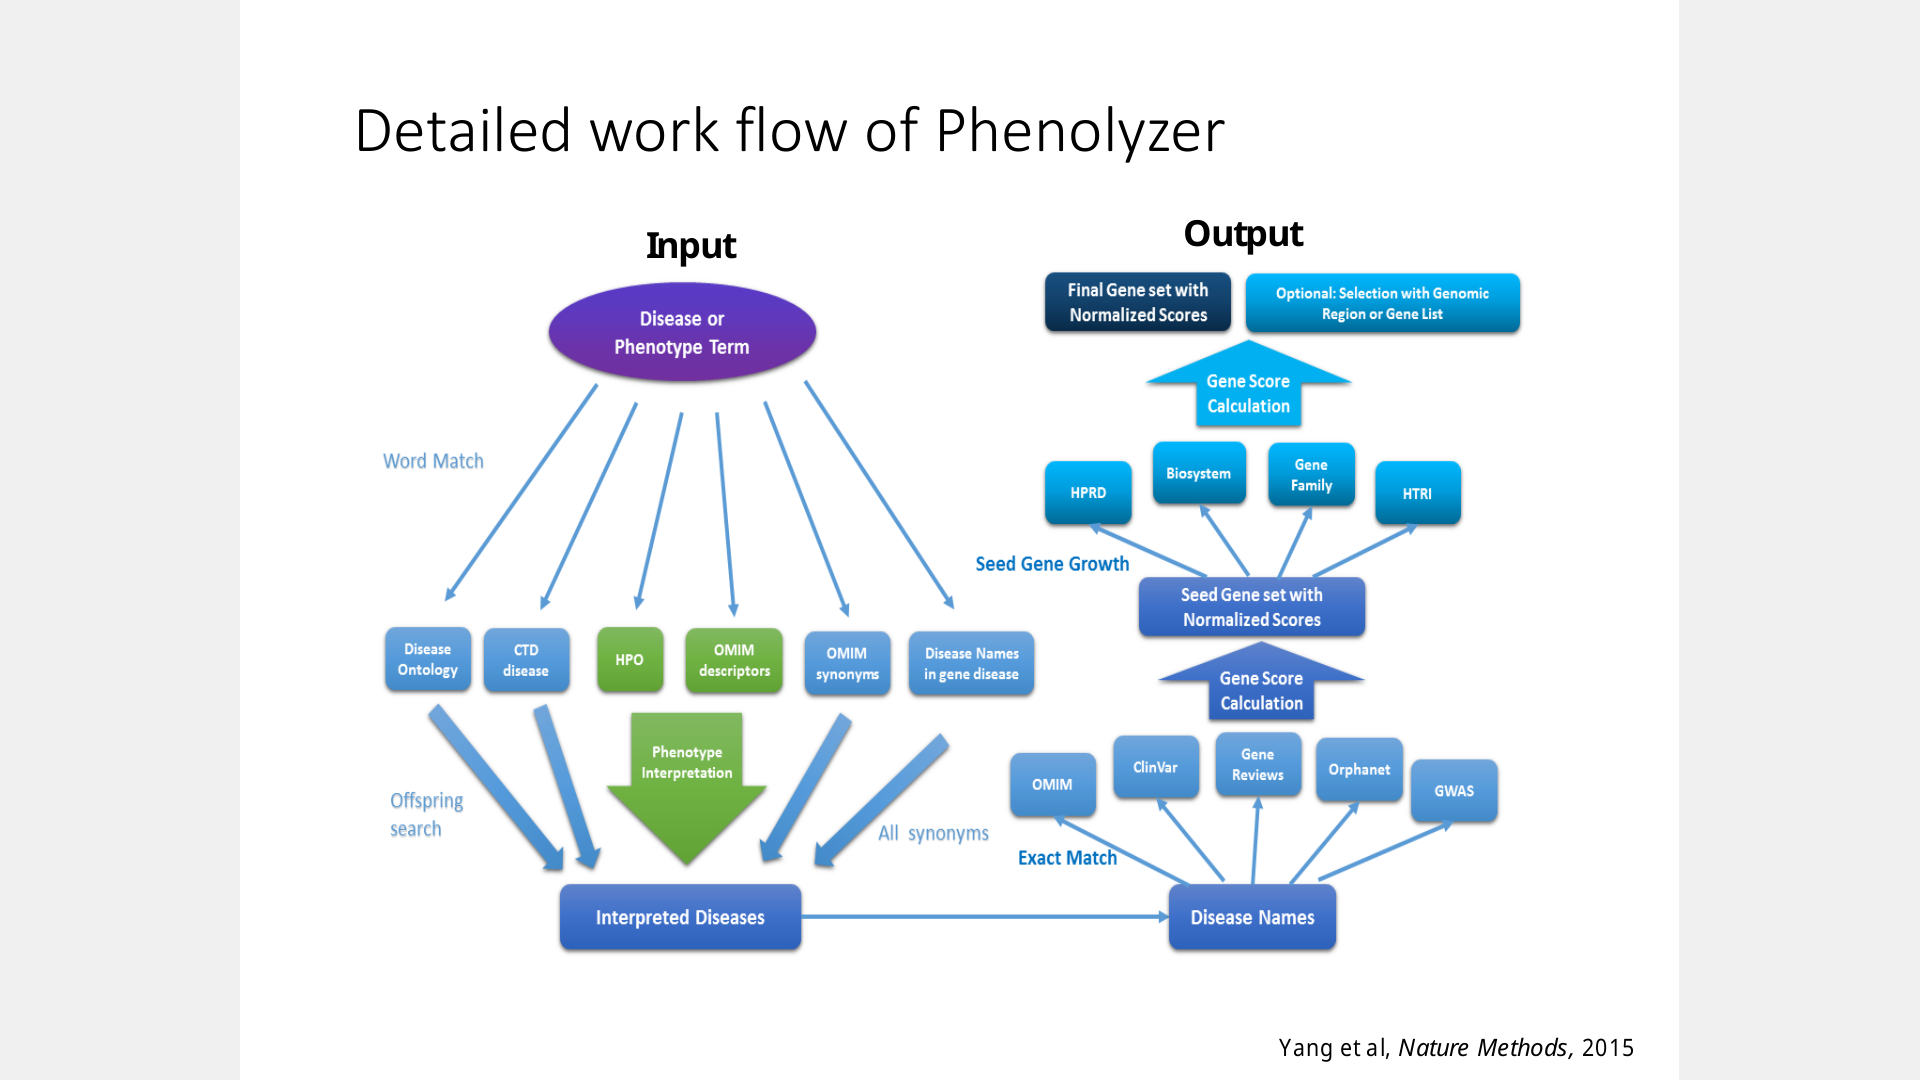 Detailed work flow of Phenolyzer
Input
Disease or
Phenotype Term
Word Match
Disease
Ontology
CTD
disease
HPO
OMIM
descriptors
OMIM
synonyms
Disease Names
in gene disease
Phenotype
Interpretation
Offspring
search
All synonyms
Interpreted Diseases
Output
Final Gene set with
Normalized Scores
Optional: Selection with Genomic
Region or Gene List
Gene Score
Calculation
HPRD
Biosystem
Gene
Family
HTRI
Seed Gene Growth
Seed Gene set with
Normalized Scores
Gene Score
Calculation
OMIM
ClinVar
Gene
Reviews
Orphanet
GWAS
Exact Match
Disease Names
Yang et al, Nature Methods, 2015